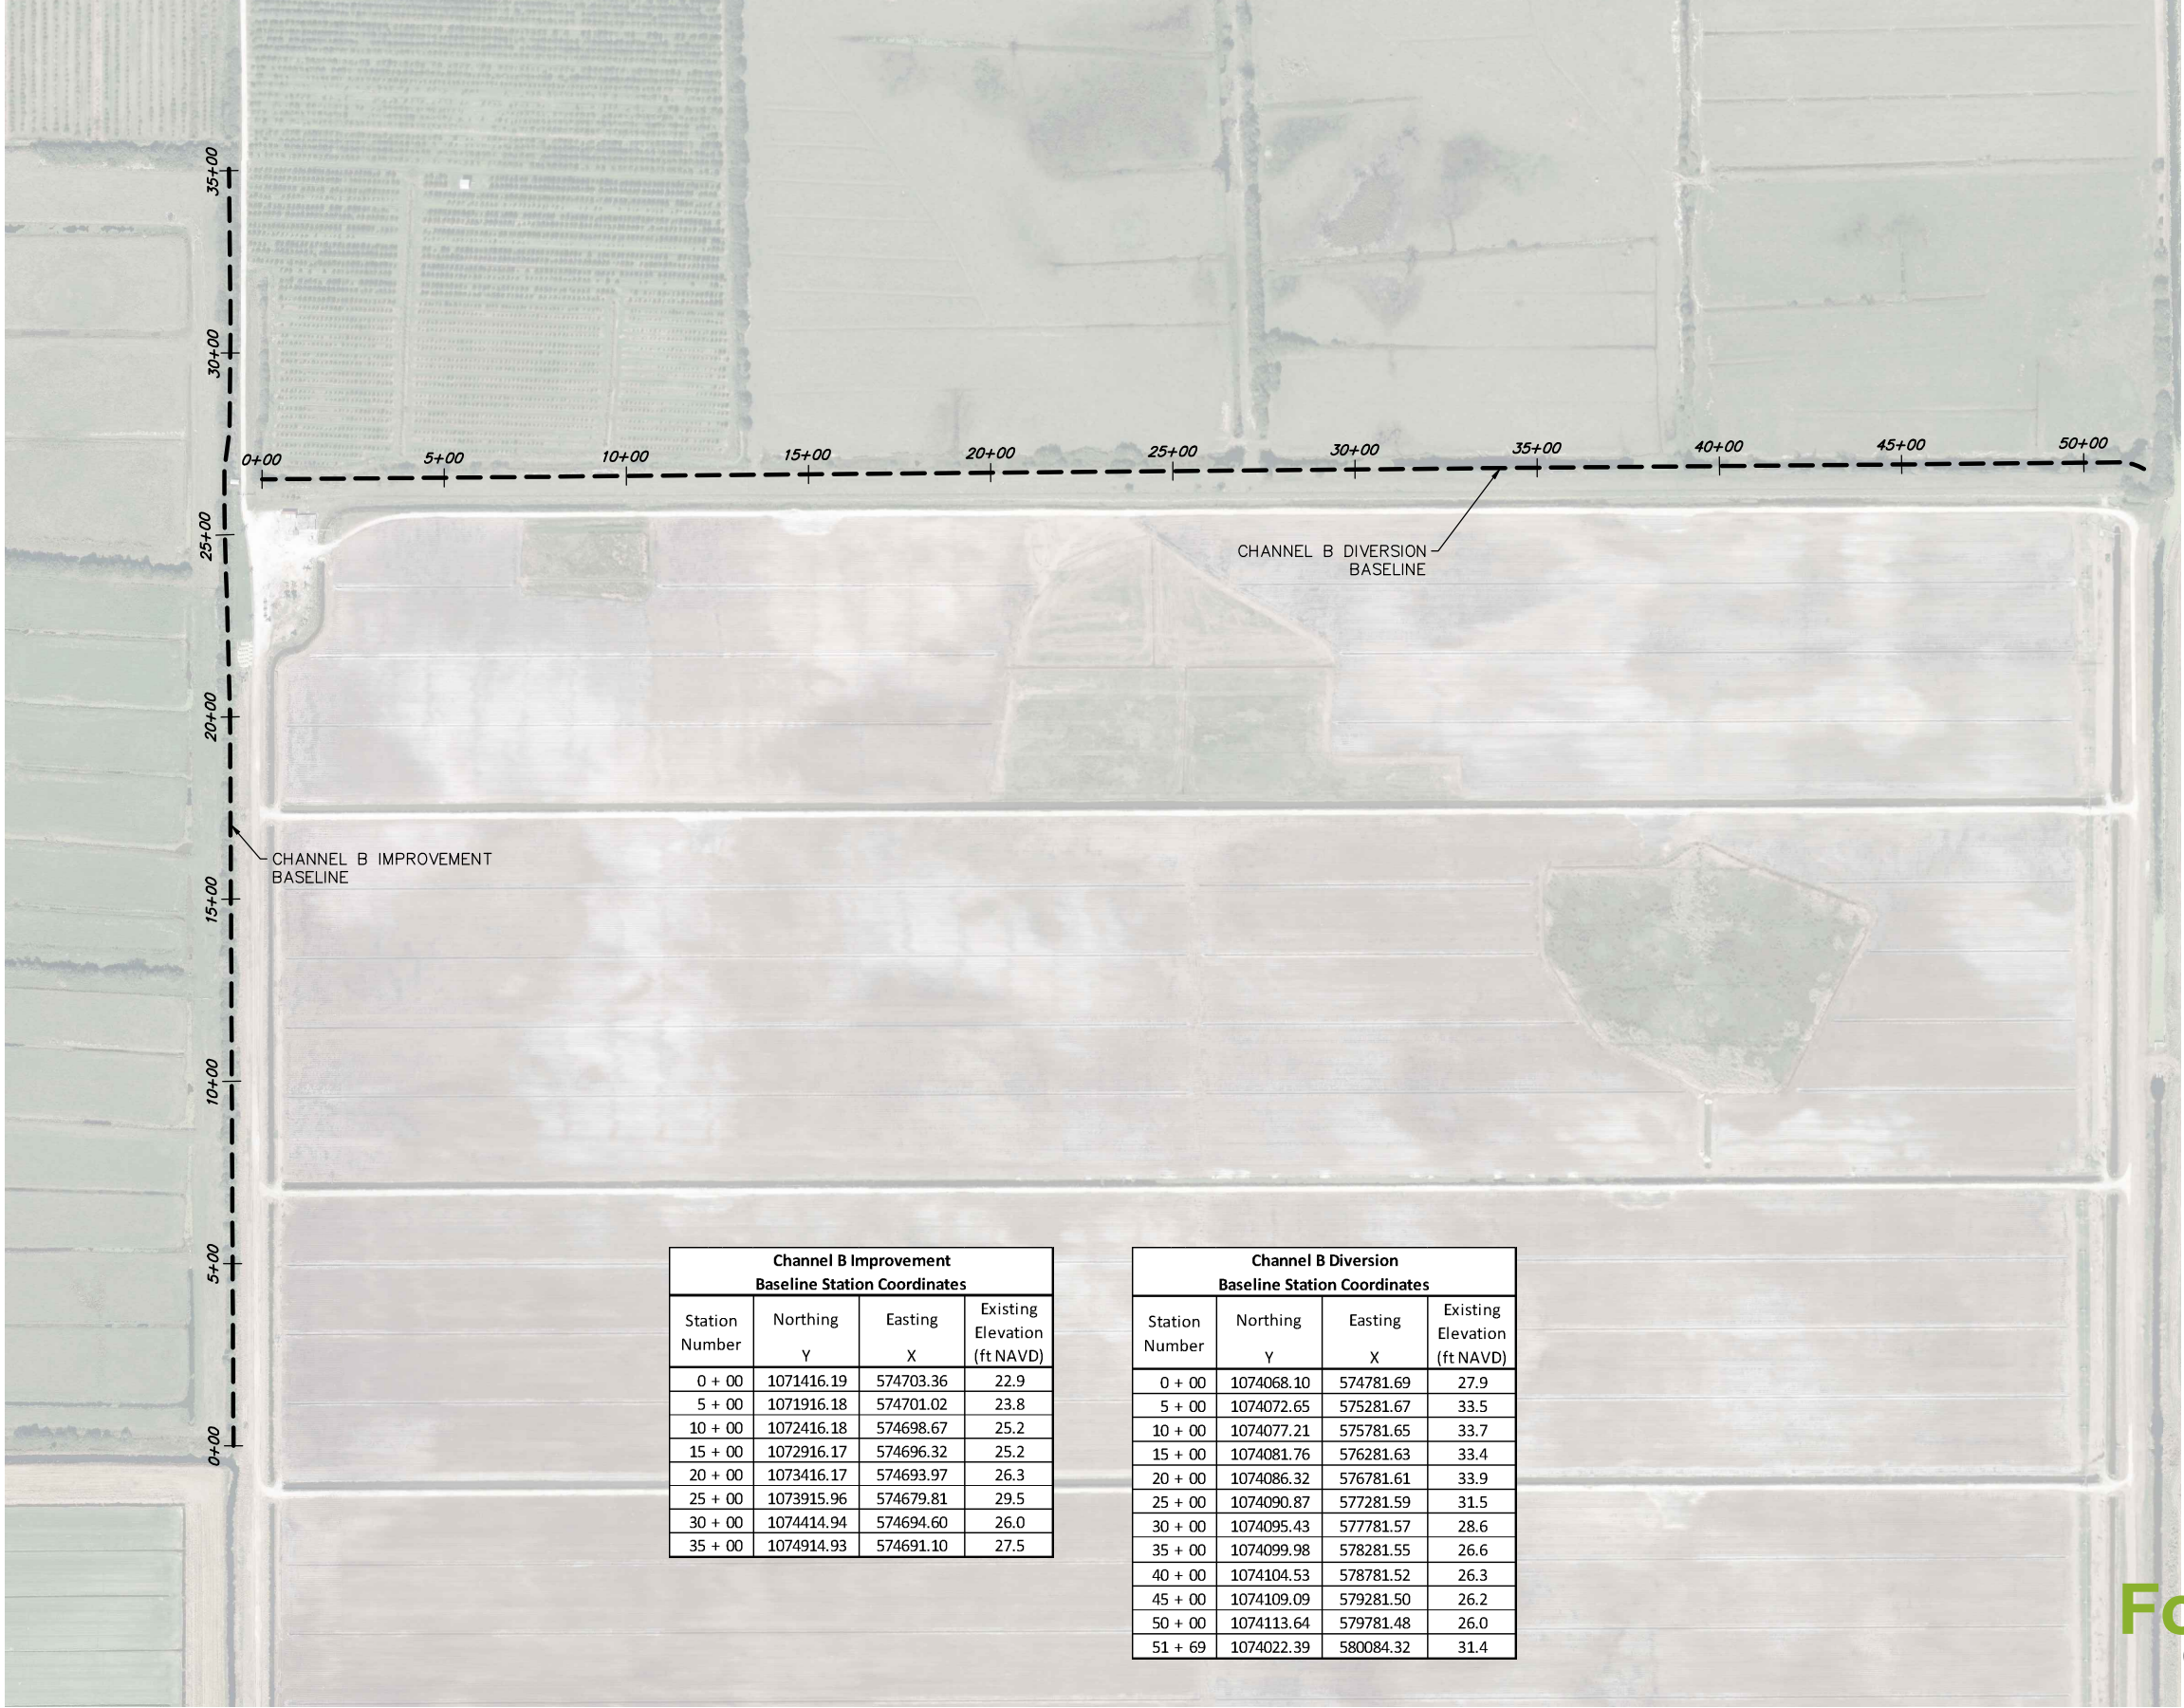 35+00
30+00
0+00 5+00 10+00 15+00 20+00 25+00 30+00 35+00 40+00 45+00 50+00
25+00
CHANNEL B DIVERSION
BASELINE
20+00
CHANNEL B IMPROVEMENT
BASELINE
15+00
10+00
5+00
0+00
Channel B Improvement
Baseline Station Coordinates
Station Number Northing Y Easting X Existing Elevation (ft NAVD)
0 + 00 1071416.19 574703.36 22.9
5 + 00 1071916.18 574701.02 23.8
10 + 00 1072416.18 574698.67 25.2
15 + 00 1072916.17 574696.32 25.2
20 + 00 1073416.17 574693.97 26.3
25 + 00 1073915.96 574679.81 29.5
30 + 00 1074414.94 574694.60 26.0
35 + 00 1074914.93 574691.10 27.5
Channel B Diversion
Baseline Station Coordinates
Station Number Northing Y Easting X Existing Elevation (ft NAVD)
0 + 00 1074068.10 574781.69 27.9
5 + 00 1074072.65 575281.67 33.5
10 + 00 1074077.21 575781.65 33.7
15 + 00 1074081.76 576281.63 33.4
20 + 00 1074086.32 576781.61 33.9
25 + 00 1074090.87 577281.59 31.5
30 + 00 1074095.43 577781.57 28.6
35 + 00 1074099.98 578281.55 26.6
40 + 00 1074104.53 578781.52 26.3
45 + 00 1074109.09 579281.50 26.2
50 + 00 1074113.64 579781.48 26.0
51 + 69 1074022.39 580084.32 31.4